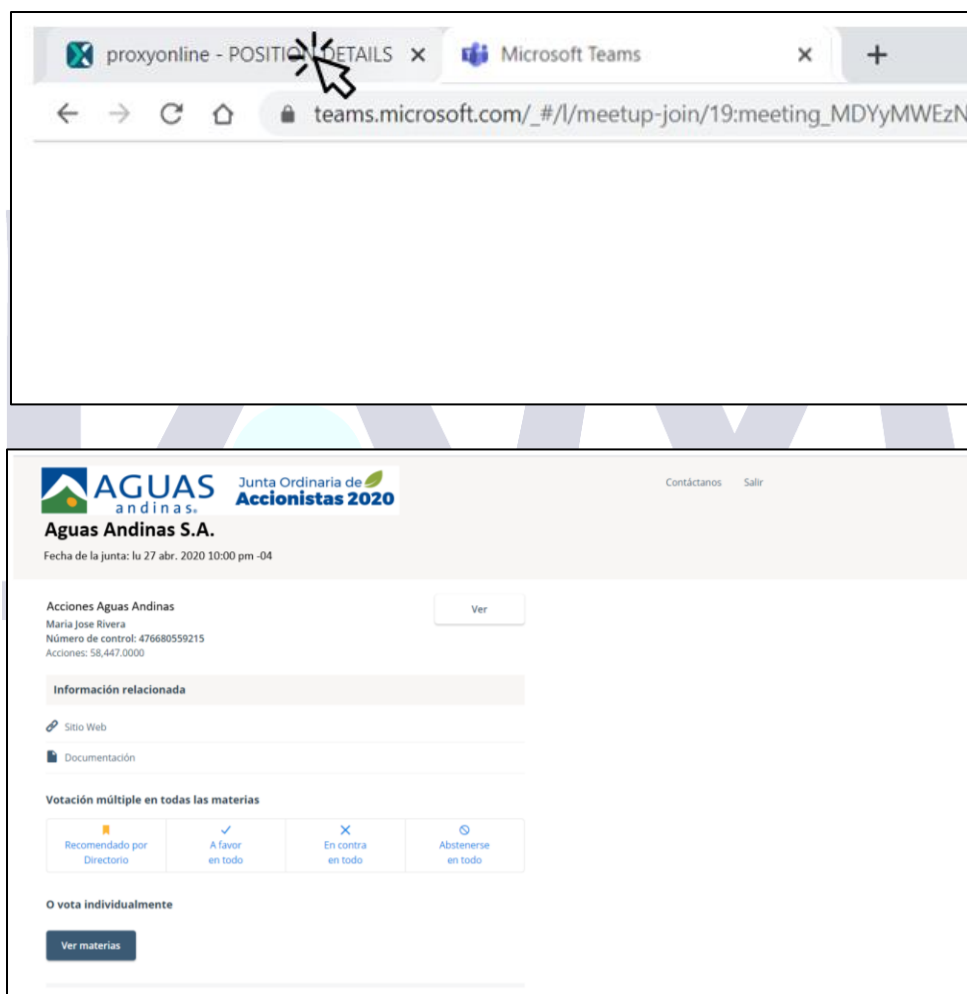 proxyonline - POSITION DETAILS
Microsoft Teams
teams.microsoft.com/_#/l/meetup-join/19:meeting_MDYyMWEzN
AGUAS
andinas.
Junta Ordinaria de
Accionistas 2020
Contáctanos Salir
Aguas Andinas S.A.
Fecha de la junta: lu 27 abr. 2020 10:00 pm -04
Acciones Aguas Andinas
Ver
Maria Jose Rivera
Número de control: 476680559215
Acciones: 58,447.0000
Información relacionada
Sitio Web
Documentación
Votación múltiple en todas las materias
Recomendado por
Directorio
A favor
en todo
En contra
en todo
Abstenerse
en todo
O vota individualmente
Ver materias